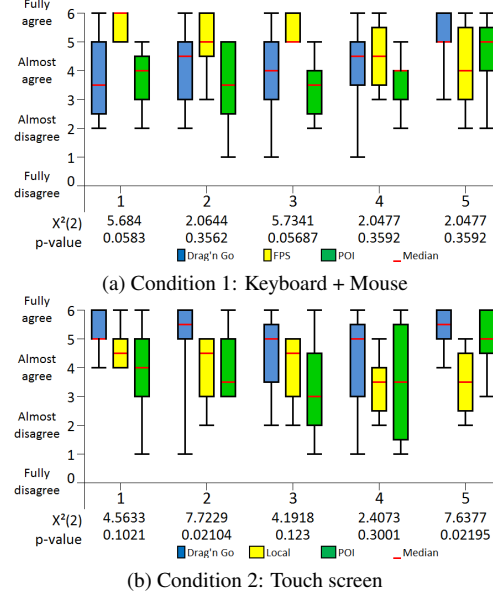 Fully agree 6
5
Almost agree 4
3
Almost disagree 2
1
Fully disagree 0
1 2 3 4 5
X²(2) 5.684 2.0644 5.7341 2.0477 2.0477
p-value 0.0583 0.3562 0.05687 0.3592 0.3592
Drag'n Go FPS POI Median
(a) Condition 1: Keyboard + Mouse
Fully agree 6
5
Almost agree 4
3
Almost disagree 2
1
Fully disagree 0
1 2 3 4 5
X²(2) 4.5633 7.7229 4.1918 2.4073 7.6377
p-value 0.1021 0.02104 0.123 0.3001 0.02195
Drag'n Go Local POI Median
(b) Condition 2: Touch screen